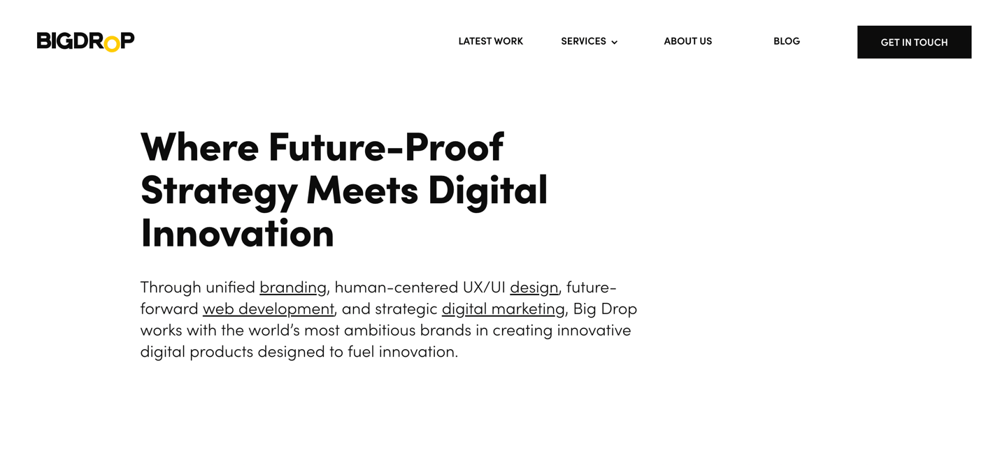 BIGDROP
LATEST WORK
SERVICES
ABOUT US
BLOG
GET IN TOUCH
Where Future-Proof
Strategy Meets Digital
Innovation
Through unified branding, human-centered UX/UI design, future-
forward web development, and strategic digital marketing, Big Drop
works with the world’s most ambitious brands in creating innovative
digital products designed to fuel innovation.